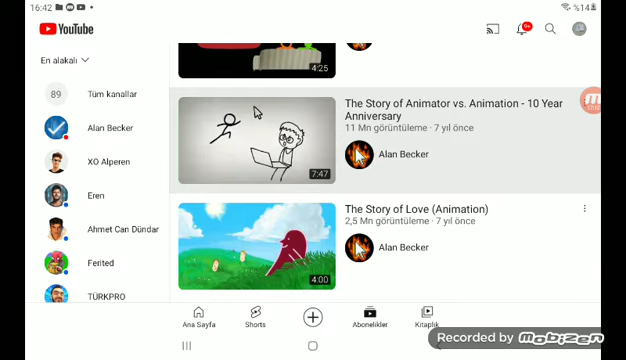 16:42
%14
YouTube
9+
En alakalı
89 Tüm kanallar
Alan Becker
XO Alperen
Eren
Ahmet Can Dündar
Ferited
TÜRKPRO
4:25
The Story of Animator vs. Animation - 10 Year
Anniversary
11 Mn görüntüleme · 7 yıl önce
Alan Becker
7:47
The Story of Love (Animation)
2,5 Mn görüntüleme · 7 yıl önce
Alan Becker
4:00
Ana Sayfa
Shorts
Abonelikler
Kitaplık
Recorded by Mobizen